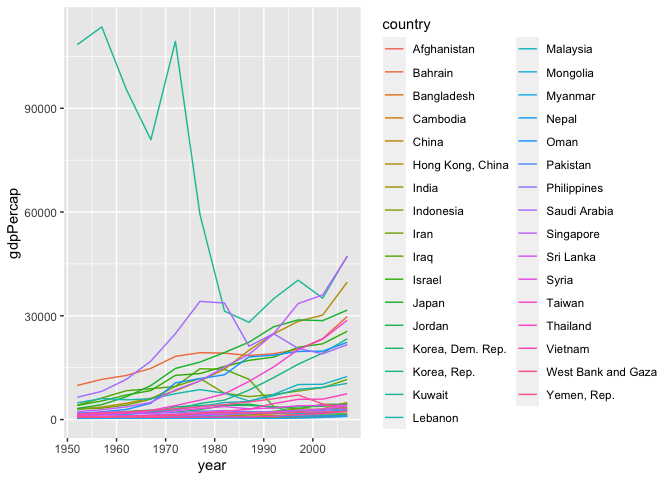 gdpPercap
90000
60000
30000
0
1950
1960
1970
1980
1990
2000
year
country
Afghanistan
Bahrain
Bangladesh
Cambodia
China
Hong Kong, China
India
Indonesia
Iran
Iraq
Israel
Japan
Jordan
Korea, Dem. Rep.
Korea, Rep.
Kuwait
Lebanon
Malaysia
Mongolia
Myanmar
Nepal
Oman
Pakistan
Philippines
Saudi Arabia
Singapore
Sri Lanka
Syria
Taiwan
Thailand
Vietnam
West Bank and Gaza
Yemen, Rep.